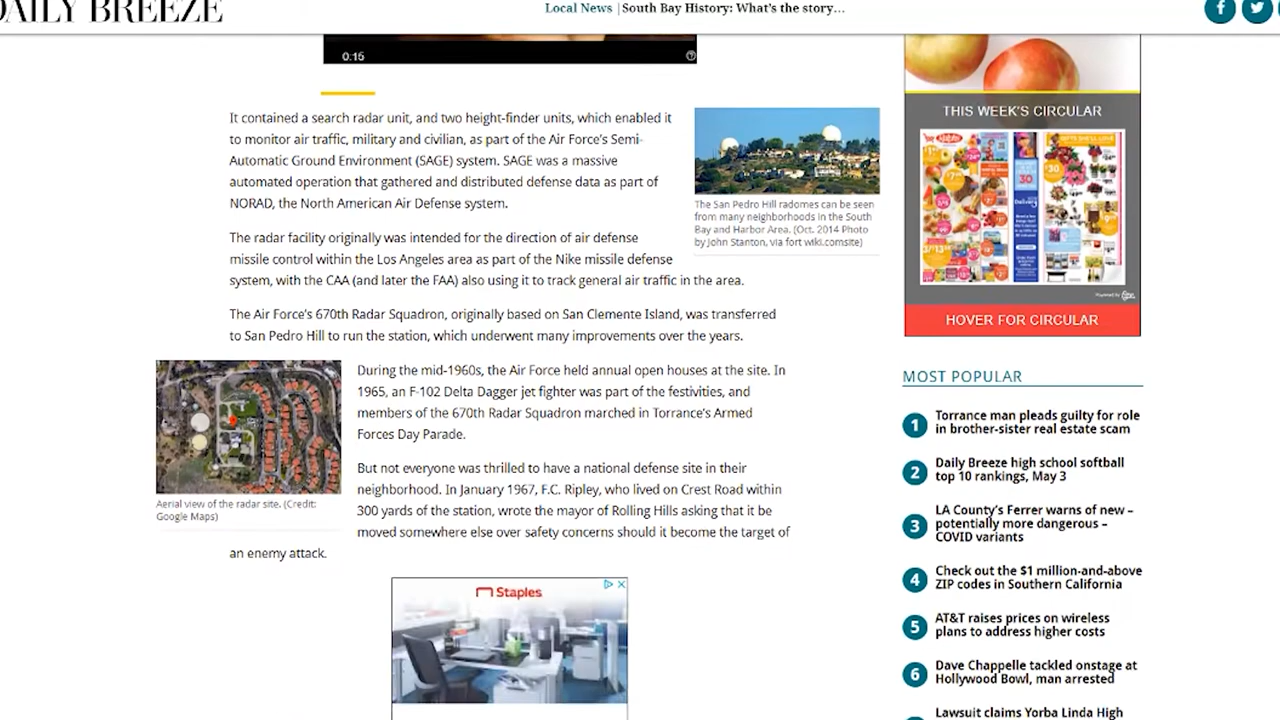 DAILY BREEZE
Local News | South Bay History: What's the story...
0:15
It contained a search radar unit, and two height-finder units, which enabled it
to monitor air traffic, military and civilian, as part of the Air Force's Semi-
Automatic Ground Environment (SAGE) system. SAGE was a massive
automated operation that gathered and distributed defense data as part of
NORAD, the North American Air Defense system.
The San Pedro Hill radomes can be seen
from many neighborhoods in the South
Bay and Harbor Area. (Oct. 2014 Photo
by John Stanton, via fort wiki.comsite)
The radar facility originally was intended for the direction of air defense
missile control within the Los Angeles area as part of the Nike missile defense
system, with the CAA (and later the FAA) also using it to track general air traffic in the area.
The Air Force's 670th Radar Squadron, originally based on San Clemente Island, was transferred
to San Pedro Hill to run the station, which underwent many improvements over the years.
During the mid-1960s, the Air Force held annual open houses at the site. In
1965, an F-102 Delta Dagger jet fighter was part of the festivities, and
members of the 670th Radar Squadron marched in Torrance's Armed
Forces Day Parade.
But not everyone was thrilled to have a national defense site in their
neighborhood. In January 1967, F.C. Ripley, who lived on Crest Road within
300 yards of the station, wrote the mayor of Rolling Hills asking that it be
moved somewhere else over safety concerns should it become the target of
an enemy attack.
Aerial view of the radar site. (Credit:
Google Maps)
Staples
THIS WEEK'S CIRCULAR
HOVER FOR CIRCULAR
MOST POPULAR
1 Torrance man pleads guilty for role
in brother-sister real estate scam
2 Daily Breeze high school softball
top 10 rankings, May 3
3 LA County's Ferrer warns of new –
potentially more dangerous –
COVID variants
4 Check out the $1 million-and-above
ZIP codes in Southern California
5 AT&T raises prices on wireless
plans to address higher costs
6 Dave Chappelle tackled onstage at
Hollywood Bowl, man arrested
Lawsuit claims Yorba Linda High